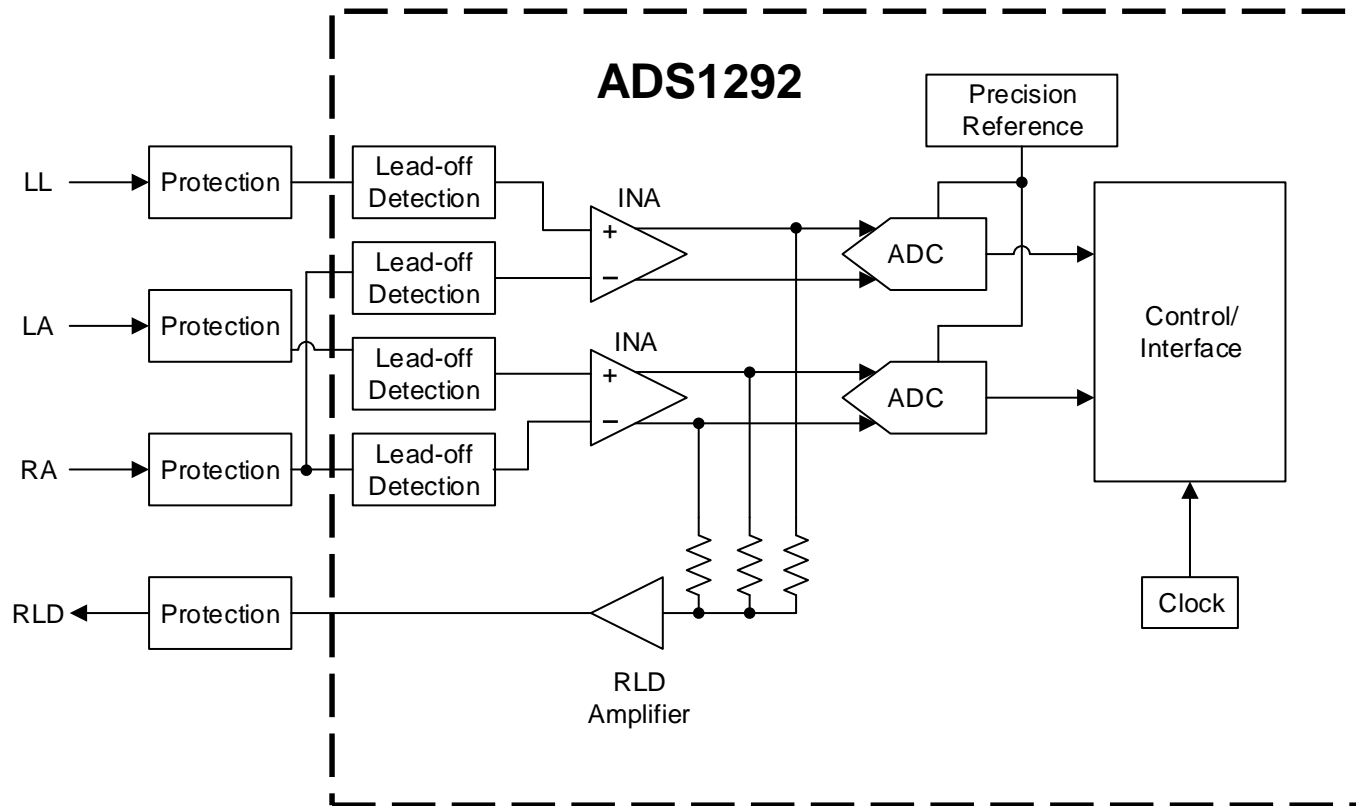 ADS1292
Precision
Reference
LL
Protection
Lead-off
Detection
INA
+
−
ADC
Lead-off
Detection
LA
Protection
Lead-off
Detection
INA
+
−
ADC
Control/
Interface
RA
Protection
Lead-off
Detection
RLD
Protection
RLD
Amplifier
Clock